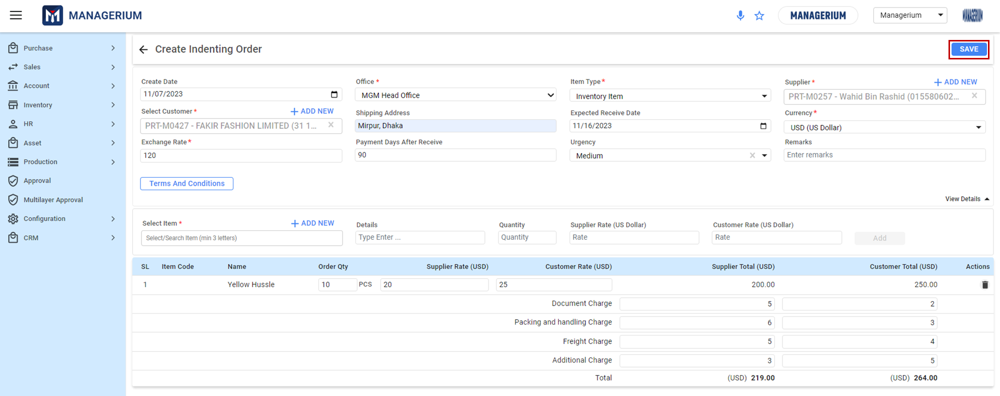 MANAGERIUM
MANAGERIUM
Managerium
MANAGERIUM
Purchase
Sales
Account
Inventory
HR
Asset
Production
Approval
Multilayer Approval
Configuration
CRM
Create Indenting Order
SAVE
Create Date
11/07/2023
Office *
MGM Head Office
Item Type*
Inventory Item
Supplier *
ADD NEW
PRT-M0257 - Wahid Bin Rashid (015580602...
Select Customer *
ADD NEW
PRT-M0427 - FAKIR FASHION LIMITED (31 1...
Shipping Address
Mirpur, Dhaka
Expected Receive Date
11/16/2023
Currency*
USD (US Dollar)
Exchange Rate*
120
Payment Days After Receive
90
Urgency
Medium
Remarks
Enter remarks
Terms And Conditions
View Details
Select Item *
ADD NEW
Select/Search Item (min 3 letters)
Details
Type Enter ...
Quantity
Quantity
Supplier Rate (US Dollar)
Rate
Customer Rate (US Dollar)
Rate
Add
SL Item Code Name Order Qty Supplier Rate (USD) Customer Rate (USD) Supplier Total (USD) Customer Total (USD) Actions
1 Yellow Hussle 10 PCS 20 25 200.00 250.00
Document Charge 5 2
Packing and handling Charge 6 3
Freight Charge 5 4
Additional Charge 3 5
Total (USD) 219.00 (USD) 264.00